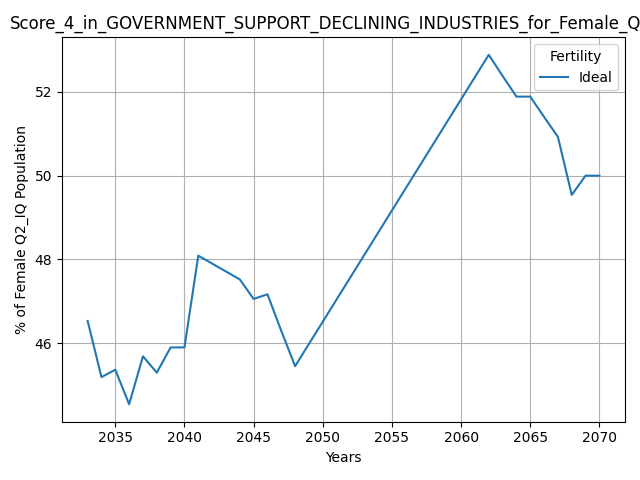 Score_4_in_GOVERNMENT_SUPPORT_DECLINING_INDUSTRIES_for_Female_Q
Fertility
Ideal
% of Female Q2_IQ Population
52
50
48
46
2035 2040 2045 2050 2055 2060 2065 2070
Years